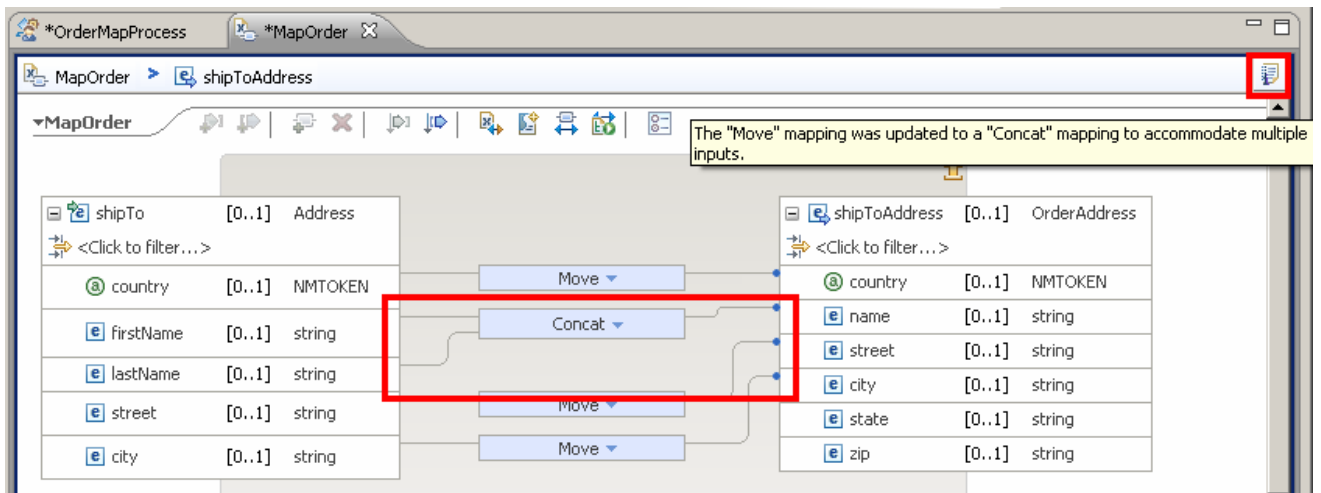 *OrderMapProcess *MapOrder
MapOrder > shipToAddress
MapOrder
The "Move" mapping was updated to a "Concat" mapping to accommodate multiple
inputs.
shipTo [0..1] Address
<Click to filter...>
country [0..1] NMTOKEN
firstName [0..1] string
lastName [0..1] string
street [0..1] string
city [0..1] string
Move
Concat
Move
Move
shipToAddress [0..1] OrderAddress
<Click to filter...>
country [0..1] NMTOKEN
name [0..1] string
street [0..1] string
city [0..1] string
state [0..1] string
zip [0..1] string